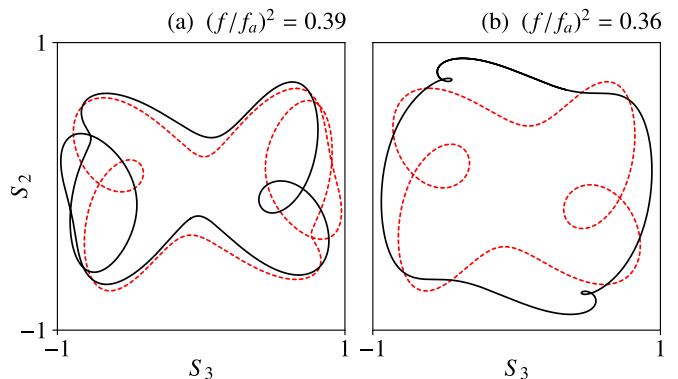 (a) $(f/f_a)^2 = 0.39$
(b) $(f/f_a)^2 = 0.36$
1
$S_2$
−1
−1
1
−1
1
$S_3$
$S_3$